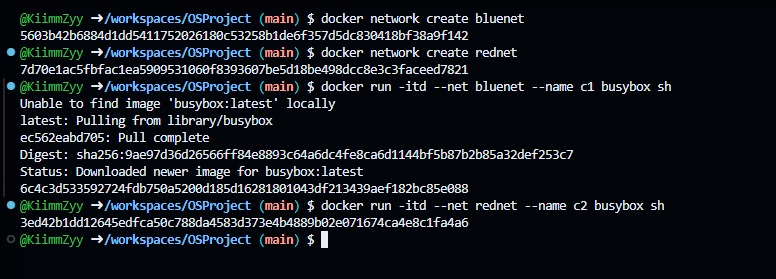 @KiimmZyy ➜/workspaces/OSProject (main) $ docker network create bluenet
5603b42b6884d1dd5411752026180c53258b1de6f357d5dc830418bf38a9f142
@KiimmZyy ➜/workspaces/OSProject (main) $ docker network create rednet
7d70e1ac5fbfac1ea5909531060f8393607be5d18be498dcc8e3c3faceed7821
@KiimmZyy ➜/workspaces/OSProject (main) $ docker run -itd --net bluenet --name c1 busybox sh
Unable to find image 'busybox:latest' locally
latest: Pulling from library/busybox
ec562eabd705: Pull complete
Digest: sha256:9ae97d36d26566ff84e8893c64a6dc4fe8ca6d1144bf5b87b2b85a32def253c7
Status: Downloaded newer image for busybox:latest
6c4c3d533592724fdb750a5200d185d16281801043df213439aef182bc85e088
@KiimmZyy ➜/workspaces/OSProject (main) $ docker run -itd --net rednet --name c2 busybox sh
3ed42b1dd12645edfca50c788da4583d373e4b4889b02e071674ca4e8c1fa4a6
@KiimmZyy ➜/workspaces/OSProject (main) $